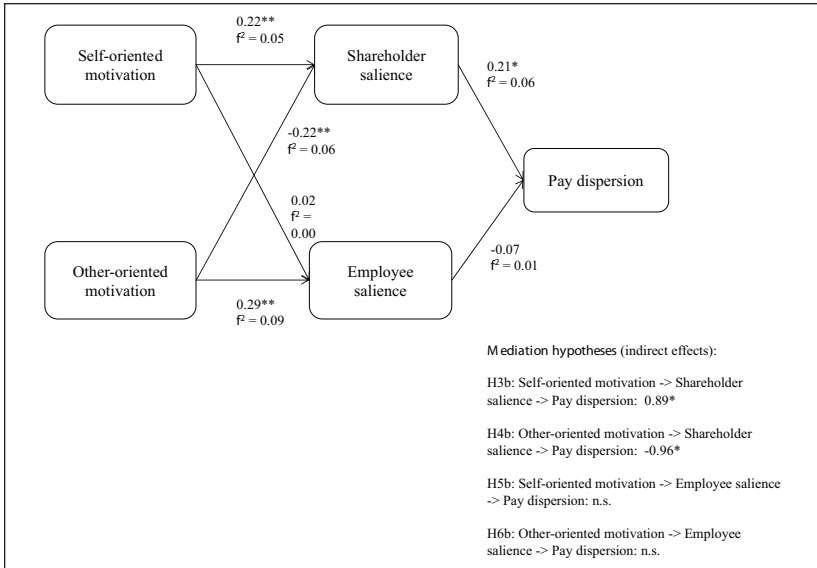 0.22**
f² = 0.05
Self-oriented
motivation
Shareholder
salience
0.21*
f² = 0.06
-0.22**
f² = 0.06
Pay dispersion
0.02
f² =
0.00
Other-oriented
motivation
Employee
salience
-0.07
f² = 0.01
0.29**
f² = 0.09
Mediation hypotheses (indirect effects):
H3b: Self-oriented motivation -> Shareholder
salience -> Pay dispersion: 0.89*
H4b: Other-oriented motivation -> Shareholder
salience -> Pay dispersion: -0.96*
H5b: Self-oriented motivation -> Employee salience
-> Pay dispersion: n.s.
H6b: Other-oriented motivation -> Employee
salience -> Pay dispersion: n.s.